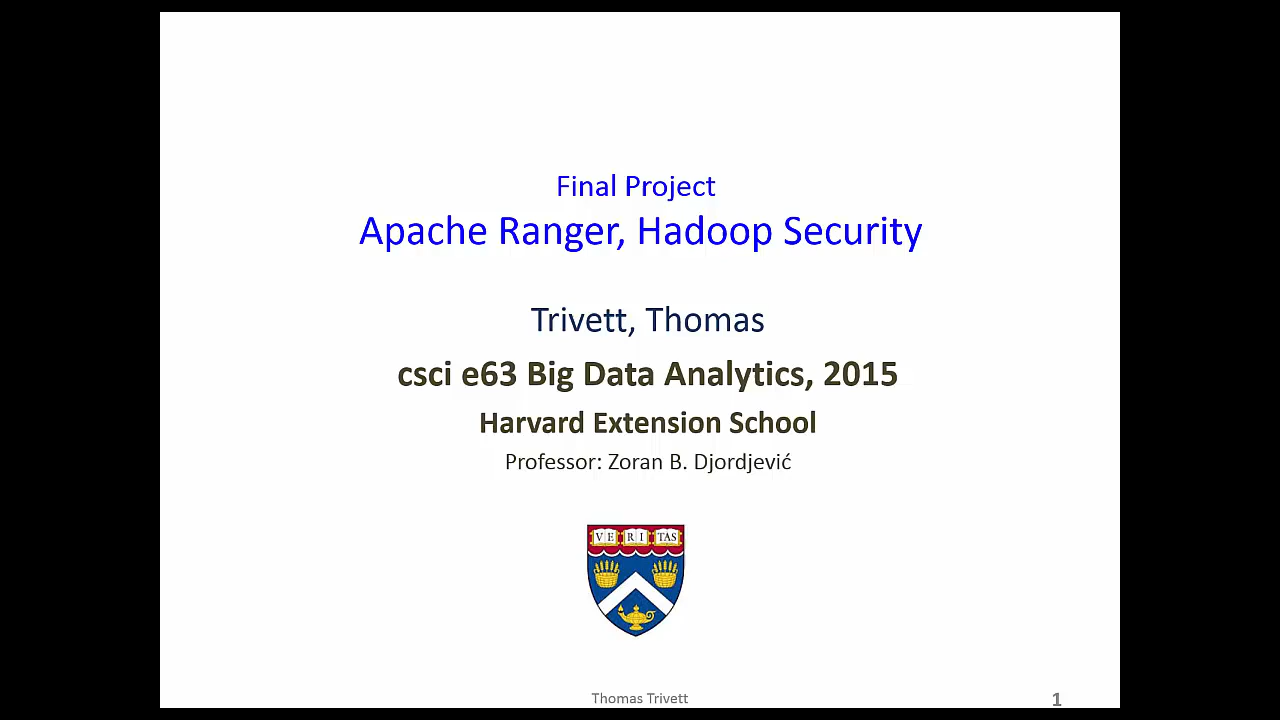 Final Project
Apache Ranger, Hadoop Security
Trivett, Thomas
csci e63 Big Data Analytics, 2015
Harvard Extension School
Professor: Zoran B. Djordjević
VE RI TAS
Thomas Trivett
1